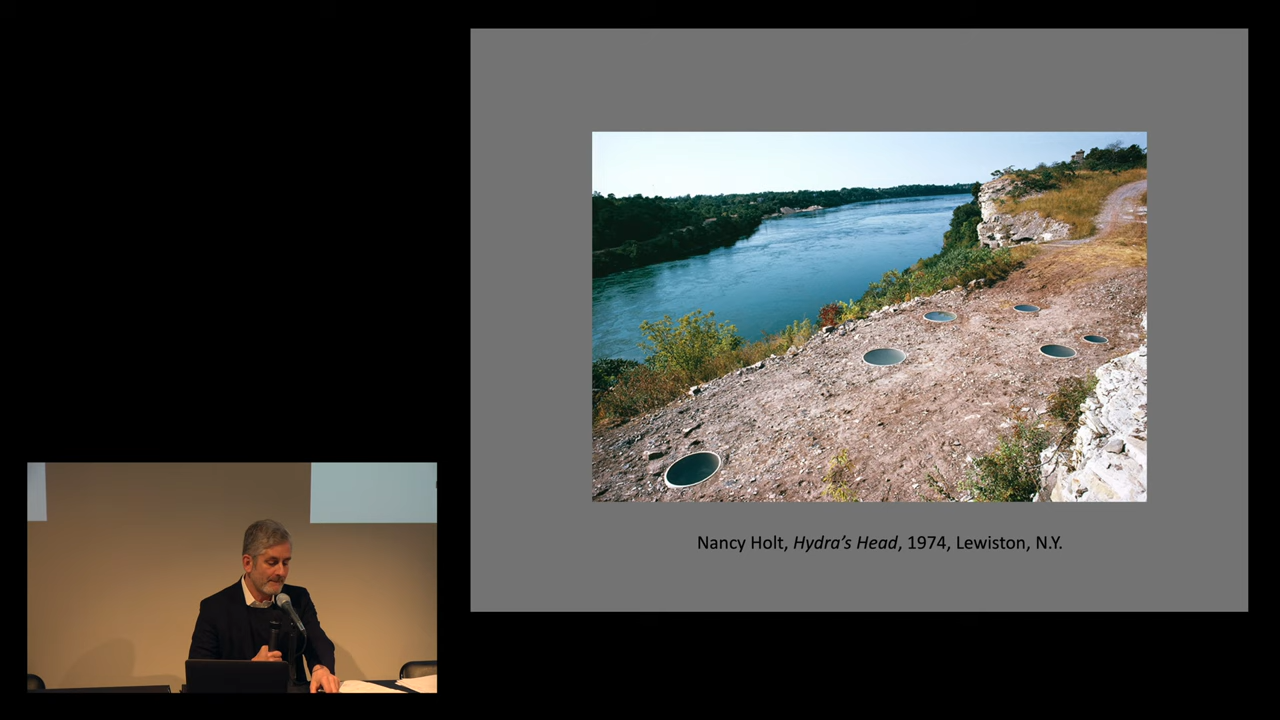 Nancy Holt, Hydra’s Head, 1974, Lewiston, N.Y.